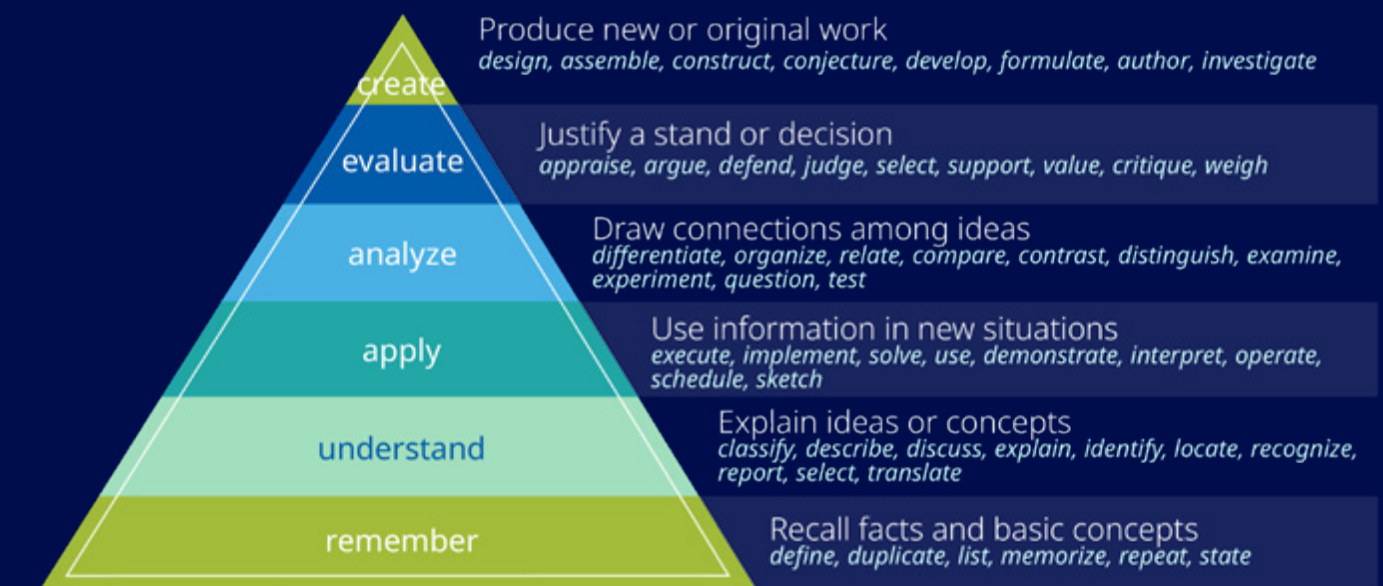 Produce new or original work
design, assemble, construct, conjecture, develop, formulate, author, investigate
create
Justify a stand or decision
appraise, argue, defend, judge, select, support, value, critique, weigh
evaluate
Draw connections among ideas
differentiate, organize, relate, compare, contrast, distinguish, examine,
experiment, question, test
analyze
Use information in new situations
execute, implement, solve, use, demonstrate, interpret, operate,
schedule, sketch
apply
Explain ideas or concepts
classify, describe, discuss, explain, identify, locate, recognize,
report, select, translate
understand
Recall facts and basic concepts
define, duplicate, list, memorize, repeat, state
remember